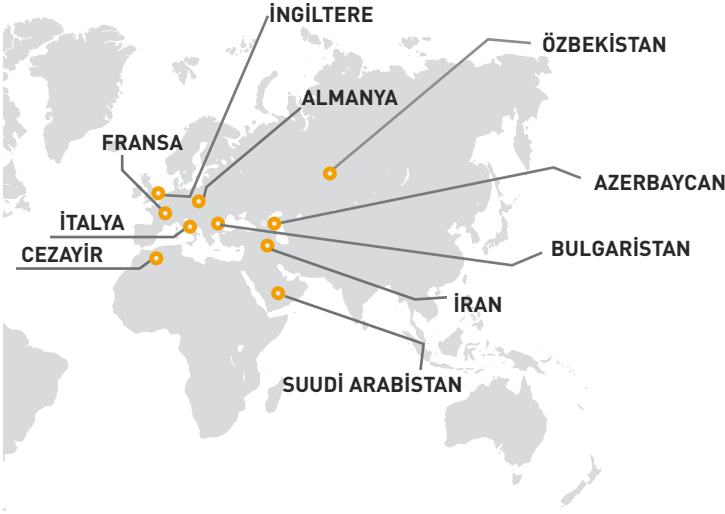 İNGİLTERE
ÖZBEKİSTAN
ALMANYA
FRANSA
AZERBAYCAN
İTALYA
CEZAYİR
BULGARİSTAN
İRAN
SUUDİ ARABİSTAN